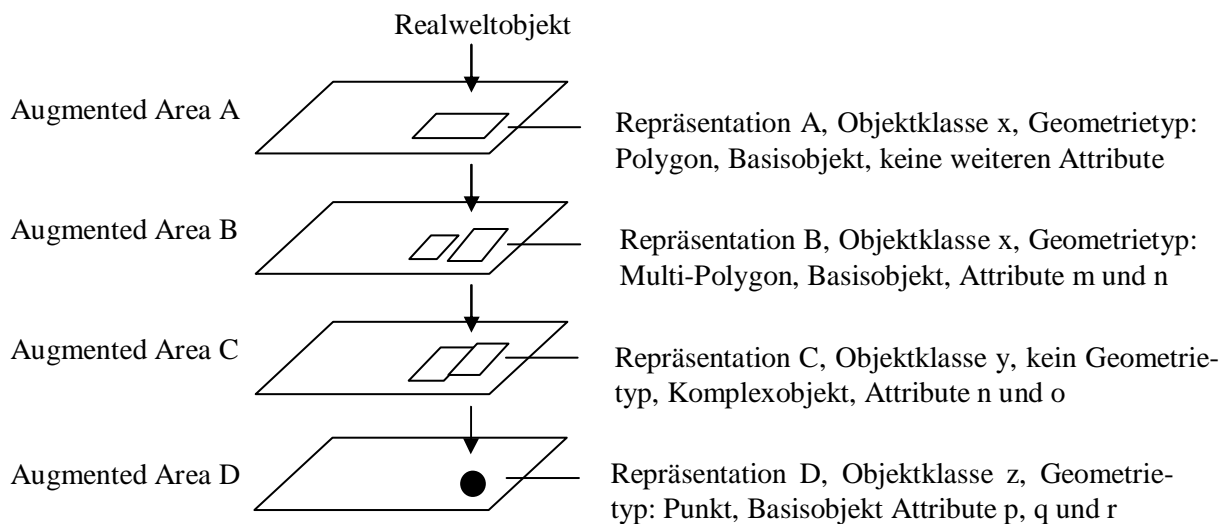 Realweltobjekt
Augmented Area A
Repräsentation A, Objektklasse x, Geometrietyp:
Polygon, Basisobjekt, keine weiteren Attribute
Augmented Area B
Repräsentation B, Objektklasse x, Geometrietyp:
Multi-Polygon, Basisobjekt, Attribute m und n
Augmented Area C
Repräsentation C, Objektklasse y, kein Geometrie-
typ, Komplexobjekt, Attribute n und o
Augmented Area D
Repräsentation D, Objektklasse z, Geometrie-
typ: Punkt, Basisobjekt Attribute p, q und r